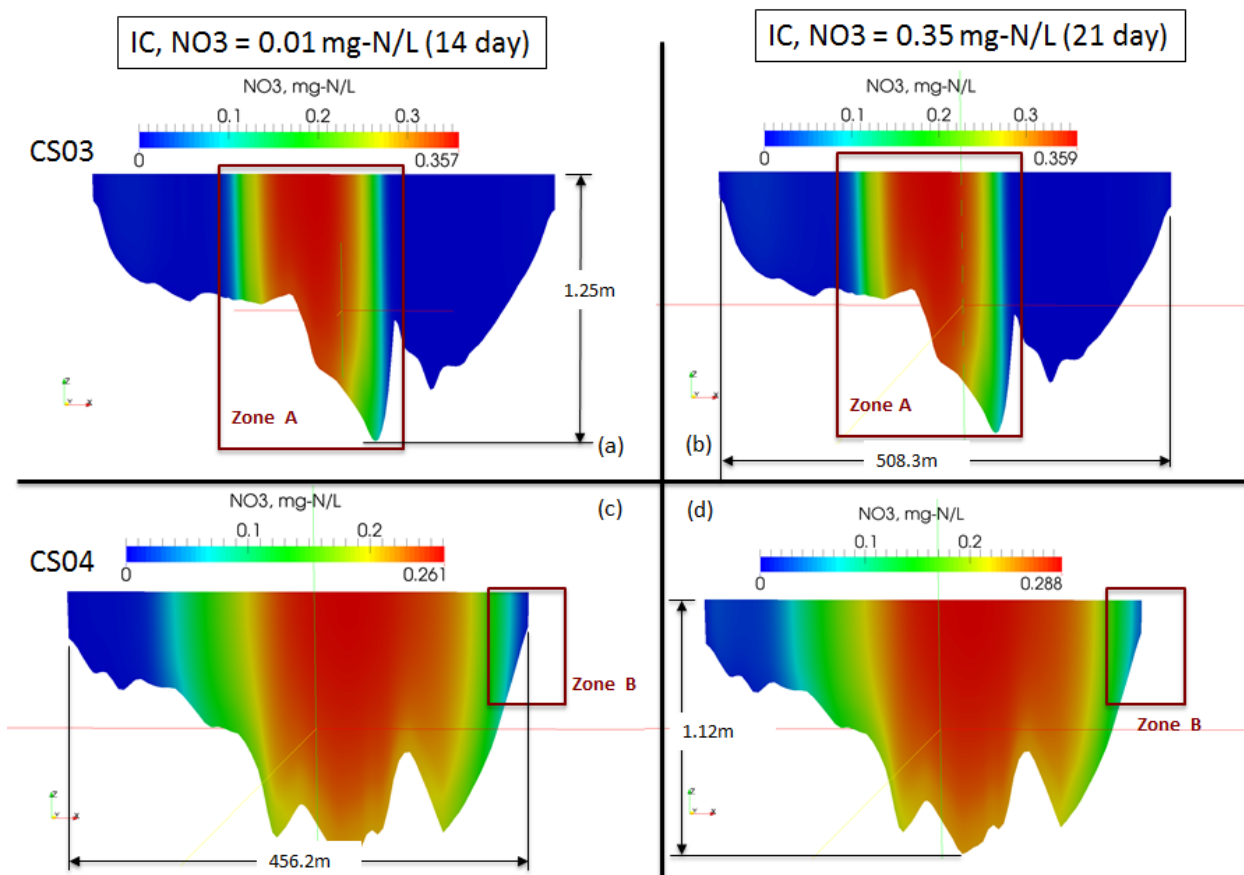 IC, NO3 = 0.01 mg-N/L (14 day)
IC, NO3 = 0.35 mg-N/L (21 day)
CS03
NO3, mg-N/L
0.1 0.2 0.3
0 0.357
Zone A
1.25m
(a)
NO3, mg-N/L
0.1 0.2 0.3
0 0.359
Zone A
(b)
508.3m
Z
Y X
Z
Y X
CS04
NO3, mg-N/L
0.1 0.2
0 0.261
(c)
Zone B
456.2m
(d)
NO3, mg-N/L
0.1 0.2
0 0.288
Zone B
1.12m
Z
Y X
Z
Y X